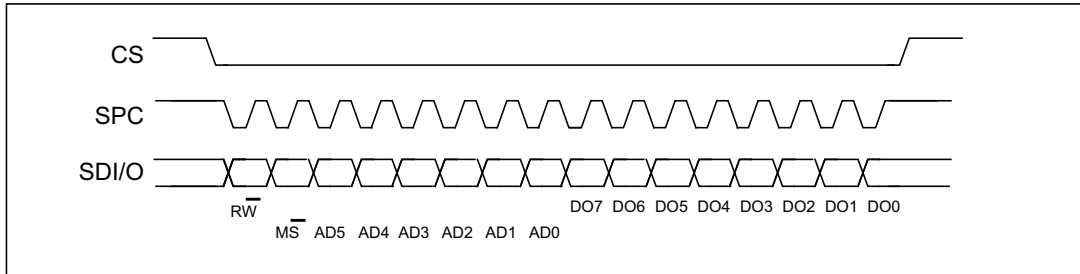 CS
SPC
SDI/O
RW̅
DO7 DO6 DO5 DO4 DO3 DO2 DO1 DO0
MS̅ AD5 AD4 AD3 AD2 AD1 AD0